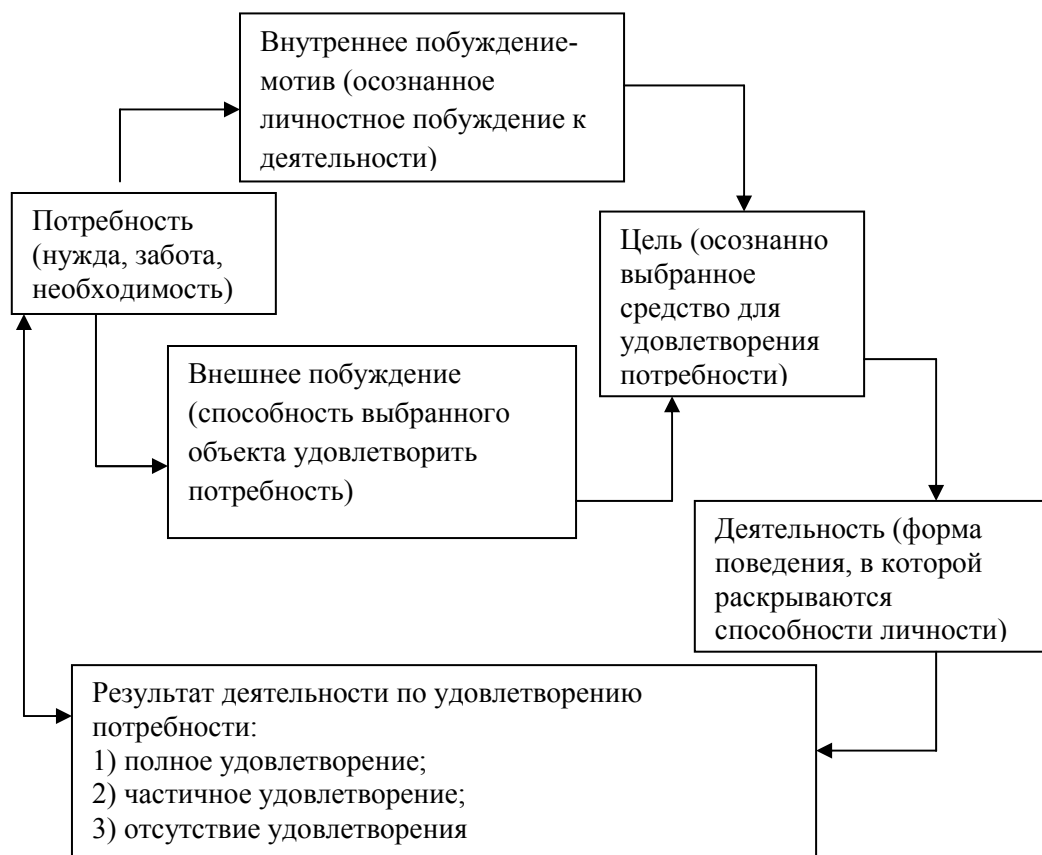 Внутреннее побуждение-
мотив (осознанное
личностное побуждение к
деятельности)
Потребность
(нужда, забота,
необходимость)
Цель (осознанно
выбранное
средство для
удовлетворения
потребности)
Внешнее побуждение
(способность выбранного
объекта удовлетворить
потребность)
Деятельность (форма
поведения, в которой
раскрываются
способности личности)
Результат деятельности по удовлетворению
потребности:
1) полное удовлетворение;
2) частичное удовлетворение;
3) отсутствие удовлетворения